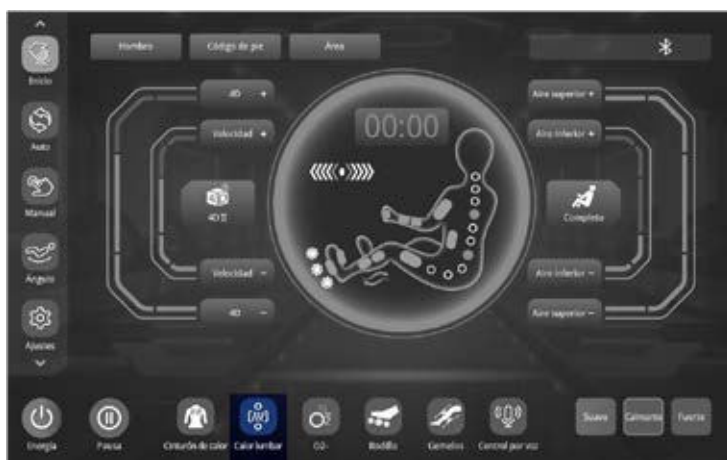 Hombro
Código de pie
Área
Inicio
Auto
Manual
Ángulo
Ajustes
4D +
Velocidad +
4D II
Velocidad −
4D −
00:00
Aire superior +
Aire inferior +
Completo
Aire inferior −
Aire superior −
Energía
Pausa
Cinturón de calor
Calor lumbar
O2-
Rodillo
Gemelos
Control por voz
Suave
Fuerte